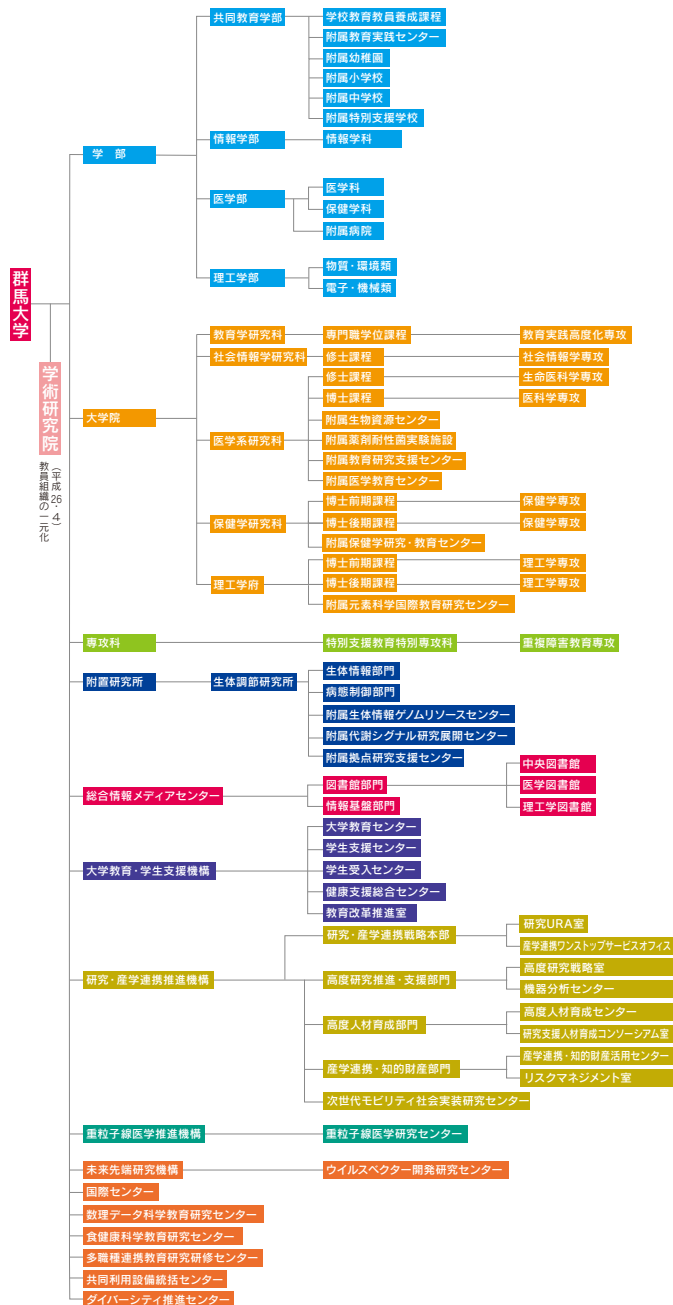 群馬大学
学術研究院
(平成26・4)
教員組織の一元化
学　部
共同教育学部
学校教育教員養成課程
附属教育実践センター
附属幼稚園
附属小学校
附属中学校
附属特別支援学校
情報学部
情報学科
医学部
医学科
保健学科
附属病院
理工学部
物質・環境類
電子・機械類
大学院
教育学研究科
専門職学位課程
教育実践高度化専攻
社会情報学研究科
修士課程
社会情報学専攻
医学系研究科
修士課程
生命医科学専攻
博士課程
医科学専攻
附属生物資源センター
附属薬剤耐性菌実験施設
附属教育研究支援センター
附属医学教育センター
保健学研究科
博士前期課程
保健学専攻
博士後期課程
保健学専攻
附属保健学研究・教育センター
理工学府
博士前期課程
理工学専攻
博士後期課程
理工学専攻
附属元素科学国際教育研究センター
専攻科
特別支援教育特別専攻科
重複障害教育専攻
附置研究所
生体調節研究所
生体情報部門
病態制御部門
附属生体情報ゲノムリソースセンター
附属代謝シグナル研究展開センター
附属拠点研究支援センター
総合情報メディアセンター
図書館部門
中央図書館
医学図書館
理工学図書館
情報基盤部門
大学教育・学生支援機構
大学教育センター
学生支援センター
学生受入センター
健康支援総合センター
教育改革推進室
研究・産学連携推進機構
研究・産学連携戦略本部
研究URA室
産学連携ワンストップサービスオフィス
高度研究推進・支援部門
高度研究戦略室
機器分析センター
高度人材育成部門
高度人材育成センター
研究支援人材育成コンソーシアム室
産学連携・知的財産部門
産学連携・知的財産活用センター
リスクマネジメント室
次世代モビリティ社会実装研究センター
重粒子線医学推進機構
重粒子線医学研究センター
未来先端研究機構
ウイルスベクター開発研究センター
国際センター
数理データ科学教育研究センター
食健康科学教育研究センター
多職種連携教育研究研修センター
共同利用設備統括センター
ダイバーシティ推進センター